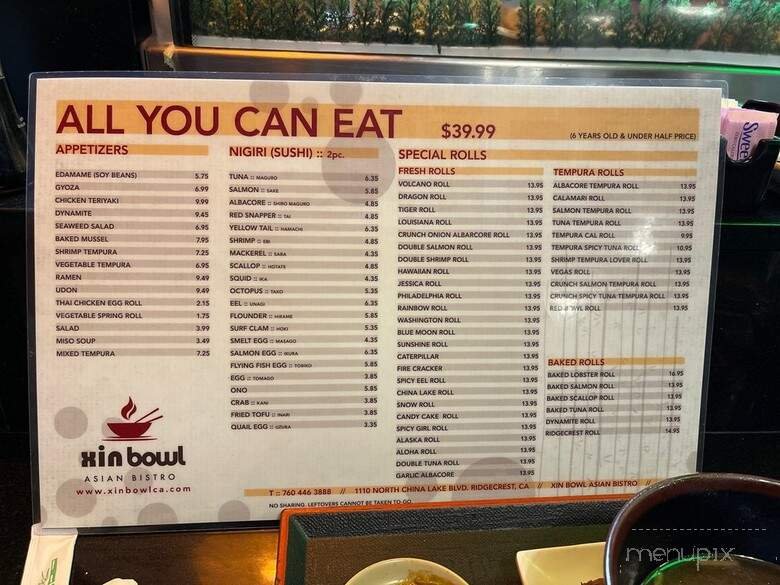 ALL YOU CAN EAT $39.99 (6 YEARS OLD & UNDER HALF PRICE)
APPETIZERS
EDAMAME (SOY BEANS) 5.75
GYOZA 6.99
CHICKEN TERIYAKI 9.99
DYNAMITE 9.45
SEAWEED SALAD 6.95
BAKED MUSSEL 7.95
SHRIMP TEMPURA 7.25
VEGETABLE TEMPURA 6.95
RAMEN 9.49
UDON 9.49
THAI CHICKEN EGG ROLL 2.15
VEGETABLE SPRING ROLL 1.75
SALAD 3.99
MISO SOUP 3.49
MIXED TEMPURA 7.25
NIGIRI (SUSHI) :: 2pc.
TUNA :: MAGURO 6.35
SALMON :: SAKE 5.85
ALBACORE :: SHIRO MAGURO 4.85
RED SNAPPER :: TAI 4.85
YELLOW TAIL :: HAMACHI 6.35
SHRIMP :: EBI 4.85
MACKEREL :: SABA 4.35
SCALLOP :: HOTATE 4.85
SQUID :: IKA 4.35
OCTOPUS :: TAKO 5.35
EEL :: UNAGI 6.35
FLOUNDER :: HIRAME 5.85
SURF CLAM :: HOKI 5.35
SMELT EGG :: MASAGO 4.35
SALMON EGG :: IKURA 6.35
FLYING FISH EGG :: TOBIKO 5.85
EGG :: TOMAGO 3.85
ONO 5.85
CRAB :: KANI 3.85
FRIED TOFU :: INARI 3.85
QUAIL EGG :: UZURA 3.35
SPECIAL ROLLS
FRESH ROLLS
VOLCANO ROLL 13.95
DRAGON ROLL 13.95
TIGER ROLL 13.95
LOUISIANA ROLL 13.95
CRUNCH ONION ALBARCORE ROLL 13.95
DOUBLE SALMON ROLL 13.95
DOUBLE SHRIMP ROLL 13.95
HAWAIIAN ROLL 13.95
JESSICA ROLL 13.95
PHILADELPHIA ROLL 13.95
RAINBOW ROLL 13.95
WASHINGTON ROLL 13.95
BLUE MOON ROLL 13.95
SUNSHINE ROLL 13.95
CATERPILLAR 13.95
FIRE CRACKER 13.95
SPICY EEL ROLL 13.95
CHINA LAKE ROLL 13.95
SNOW ROLL 13.95
CANDY CAKE ROLL 13.95
SPICY GIRL ROLL 13.95
ALASKA ROLL 13.95
ALOHA ROLL 13.95
DOUBLE TUNA ROLL 13.95
GARLIC ALBACORE 13.95
TEMPURA ROLLS
ALBACORE TEMPURA ROLL 13.95
CALAMARI ROLL 13.95
SALMON TEMPURA ROLL 13.95
TUNA TEMPURA ROLL 13.95
TEMPURA CAL ROLL 9.95
TEMPURA SPICY TUNA ROLL 10.95
SHRIMP TEMPURA LOVER ROLL 13.95
VEGAS ROLL 13.95
CRUNCH SALMON TEMPURA ROLL 13.95
CRUNCH SPICY TUNA TEMPURA ROLL 13.95
RED BOWL ROLL 13.95
BAKED ROLLS
BAKED LOBSTER ROLL 16.95
BAKED SALMON ROLL 13.95
BAKED SCALLOP ROLL 13.95
BAKED TUNA ROLL 13.95
DYNAMITE ROLL 13.95
RIDGECREST ROLL 14.95
xin bowl
ASIAN BISTRO
www.xinbowlca.com
T :: 760 446 3888 // 1110 NORTH CHINA LAKE BLVD. RIDGECREST, CA // XIN BOWL ASIAN BISTRO //
NO SHARING. LEFTOVERS CANNOT BE TAKEN TO-GO
Sweet
menupix